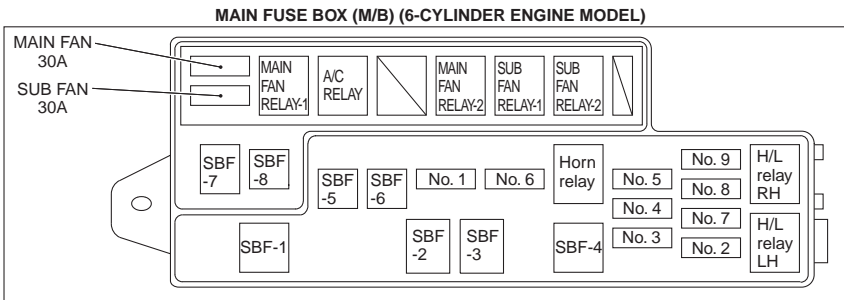 MAIN FUSE BOX (M/B) (6-CYLINDER ENGINE MODEL)
MAIN FAN
30A
SUB FAN
30A
MAIN
FAN
RELAY-1
A/C
RELAY
MAIN
FAN
RELAY-2
SUB
FAN
RELAY-1
SUB
FAN
RELAY-2
SBF
-7
SBF
-8
SBF
-5
SBF
-6
No. 1
No. 6
Horn
relay
No. 5
No. 4
No. 3
No. 9
No. 8
No. 7
No. 2
H/L
relay
RH
H/L
relay
LH
SBF-1
SBF
-2
SBF
-3
SBF-4